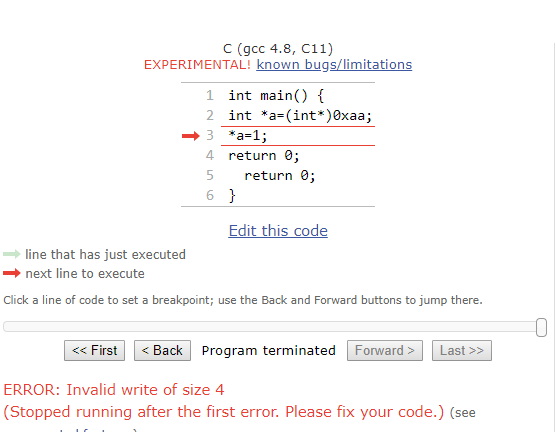 C (gcc 4.8, C11)
EXPERIMENTAL! known bugs/limitations
1 int main() {
2 int *a=(int*)0xaa;
3 *a=1;
4 return 0;
5   return 0;
6 }
Edit this code
line that has just executed
next line to execute
Click a line of code to set a breakpoint; use the Back and Forward buttons to jump there.
<< First < Back Program terminated Forward > Last >>
ERROR: Invalid write of size 4
(Stopped running after the first error. Please fix your code.) (see